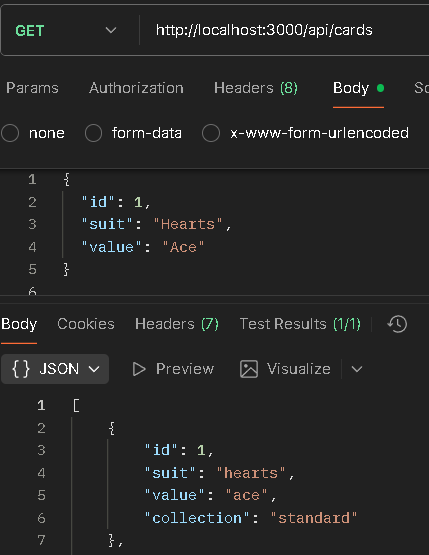 GET http://localhost:3000/api/cards
Params Authorization Headers (8) Body
none form-data x-www-form-urlencoded
1 {
2 "id": 1,
3 "suit": "Hearts",
4 "value": "Ace"
5 }
6
Body Cookies Headers (7) Test Results (1/1)
{} JSON Preview Visualize
1 [
2 {
3 "id": 1,
4 "suit": "hearts",
5 "value": "ace",
6 "collection": "standard"
7 },